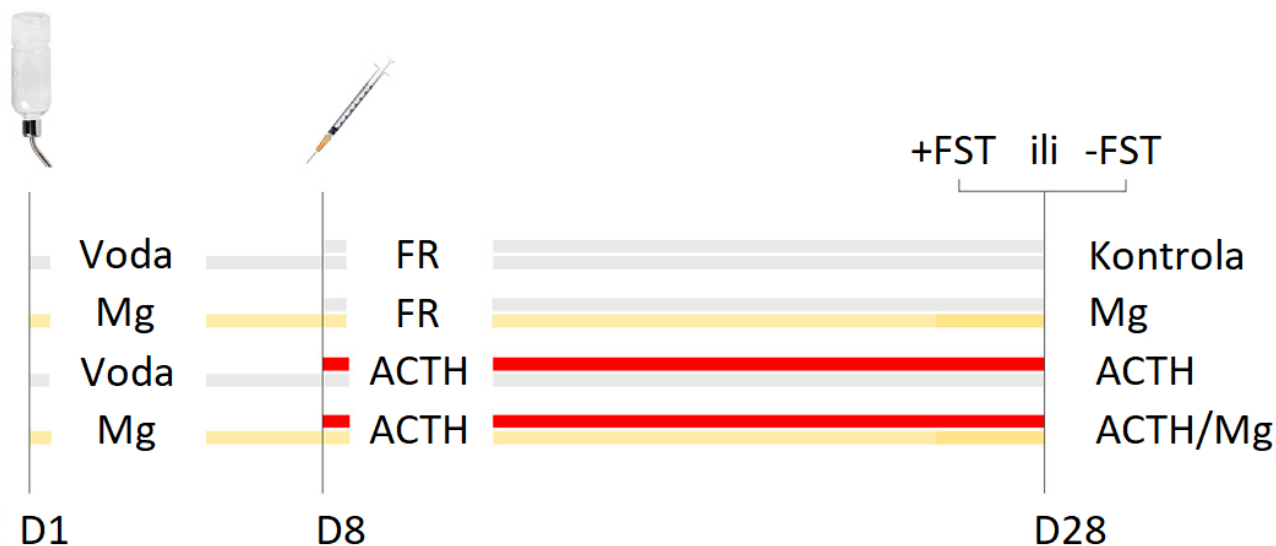 +FST ili -FST
Voda FR Kontrola
Mg FR Mg
Voda ACTH ACTH
Mg ACTH ACTH/Mg
D1 D8 D28